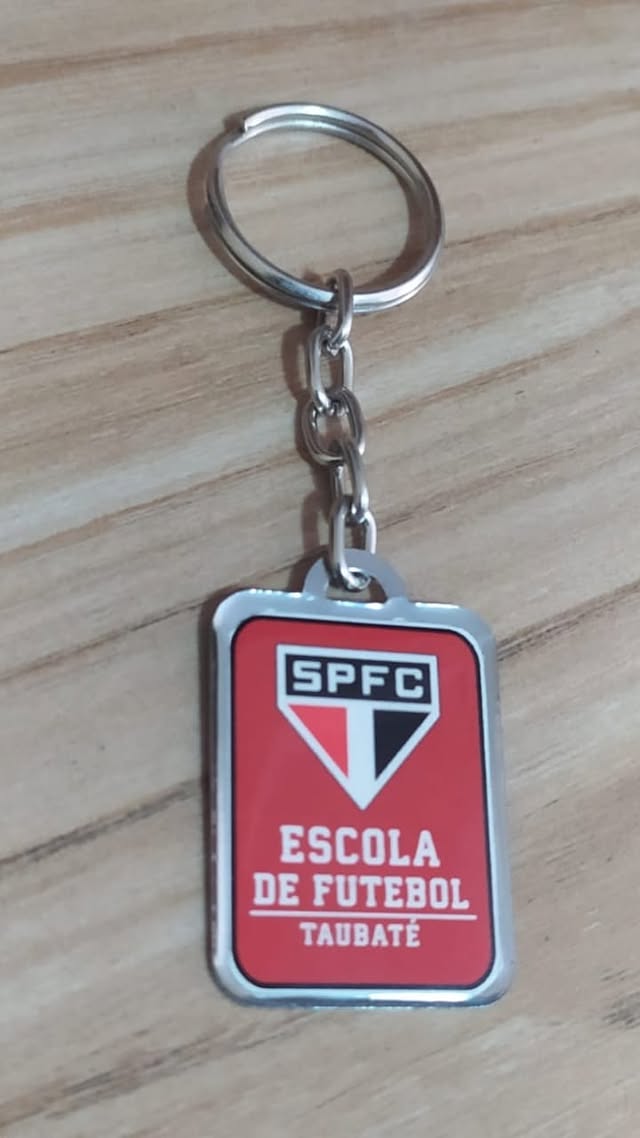 SPFC
ESCOLA
DE FUTEBOL
TAUBATÉ